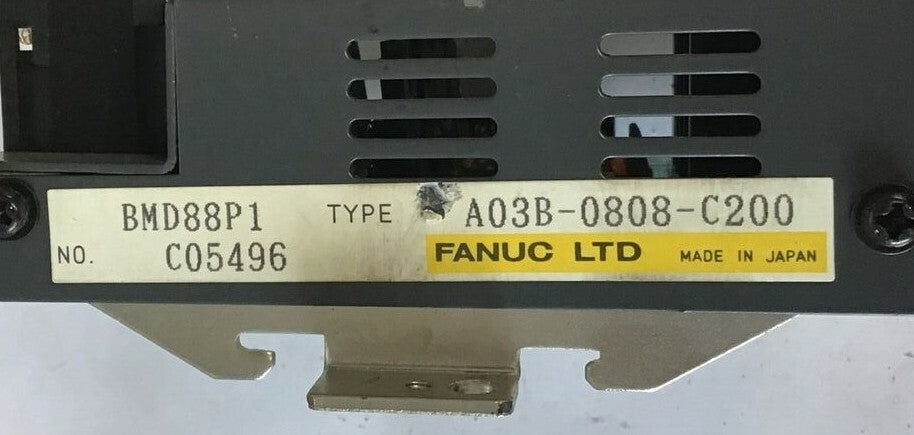 BMD88P1 TYPE A03B-0808-C200
NO. C05496 FANUC LTD MADE IN JAPAN